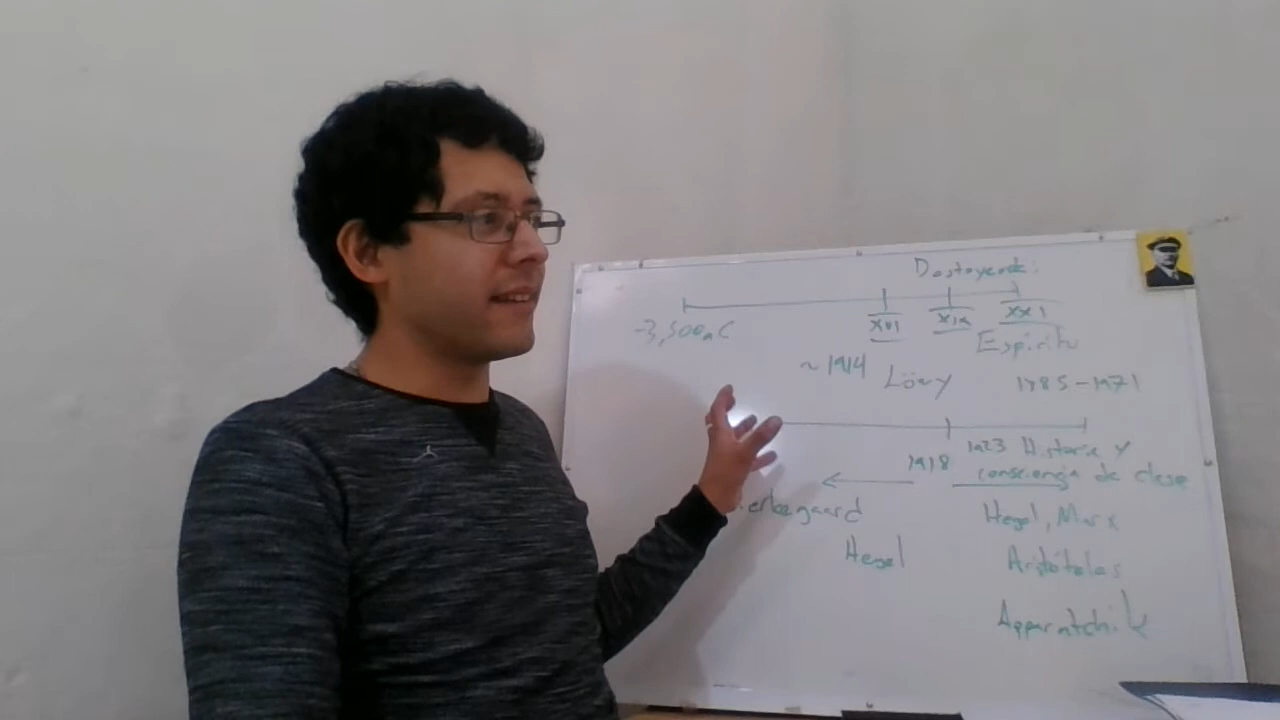 Dostoyevski
-3,500 a C
XVI XIX XXI
Espíritu
~1914 Löwy 1885-1971
1918 1923 Historia y
consciencia de clase
←
erkegaard Hegel, Marx
Hegel Aristóteles
Apparatchik